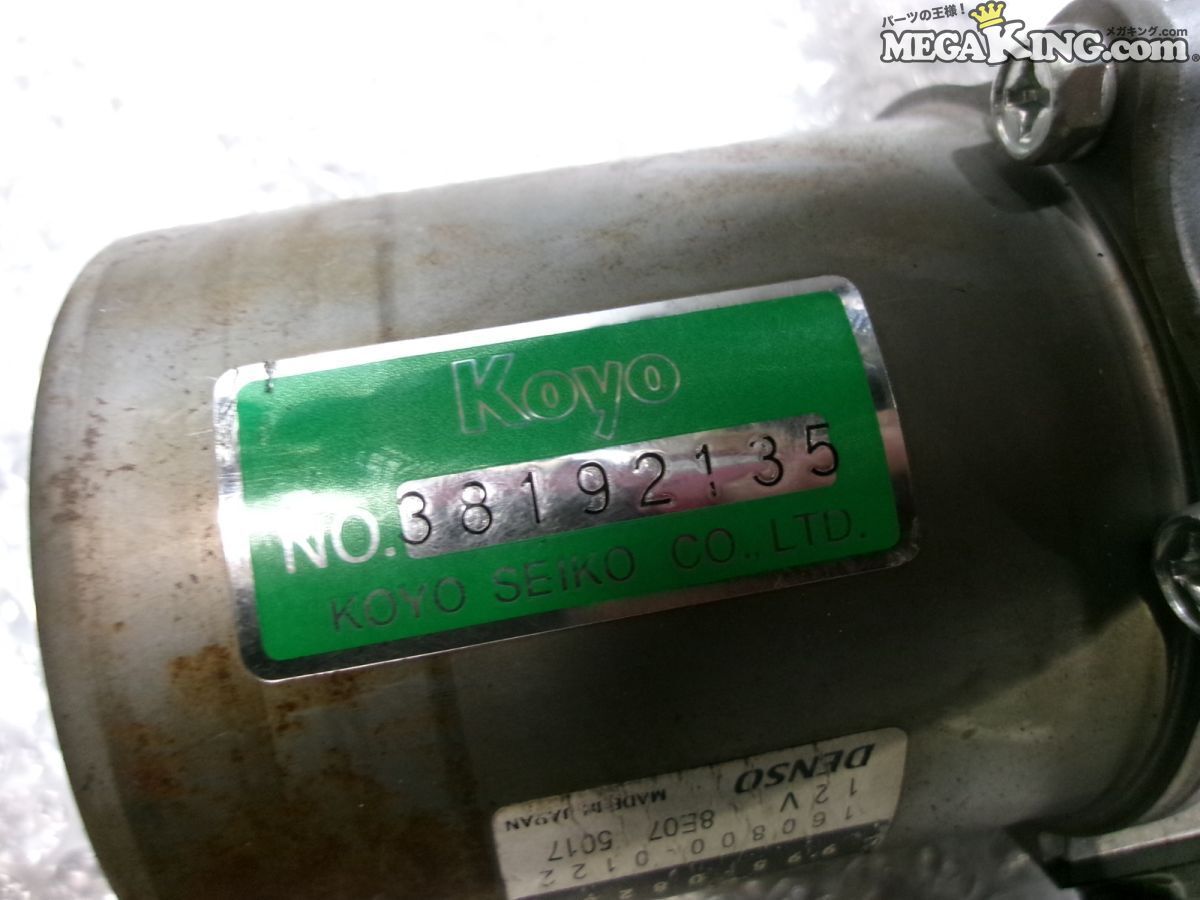 パーツの王様！
メガキング.com
MEGAKING.com®
Koyo
NO.38192135
KOYO SEIKO CO.,LTD.
DENSO MADE IN JAPAN
12V 8E07 5017
160800 0122